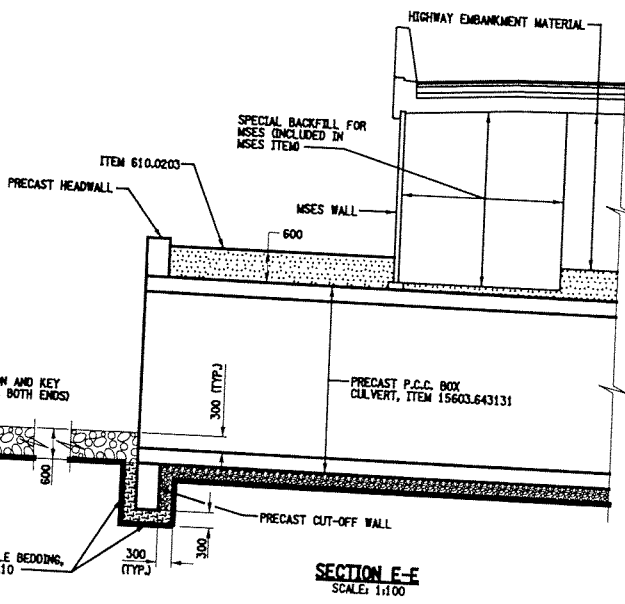 HIGHWAY EMBANKMENT MATERIAL
SPECIAL BACKFILL FOR
MSES (INCLUDED IN
MSES ITEM)
ITEM 610.0203
PRECAST HEADWALL
MSES WALL
600
300 (TYP.)
ON AND KEY
BOTH ENDS)
PRECAST P.C.C. BOX
CULVERT, ITEM 15603.643131
600
PRECAST CUT-OFF WALL
LE BEDDING,
10
300
(TYP.)
300
SECTION E-E
SCALE: 1:100